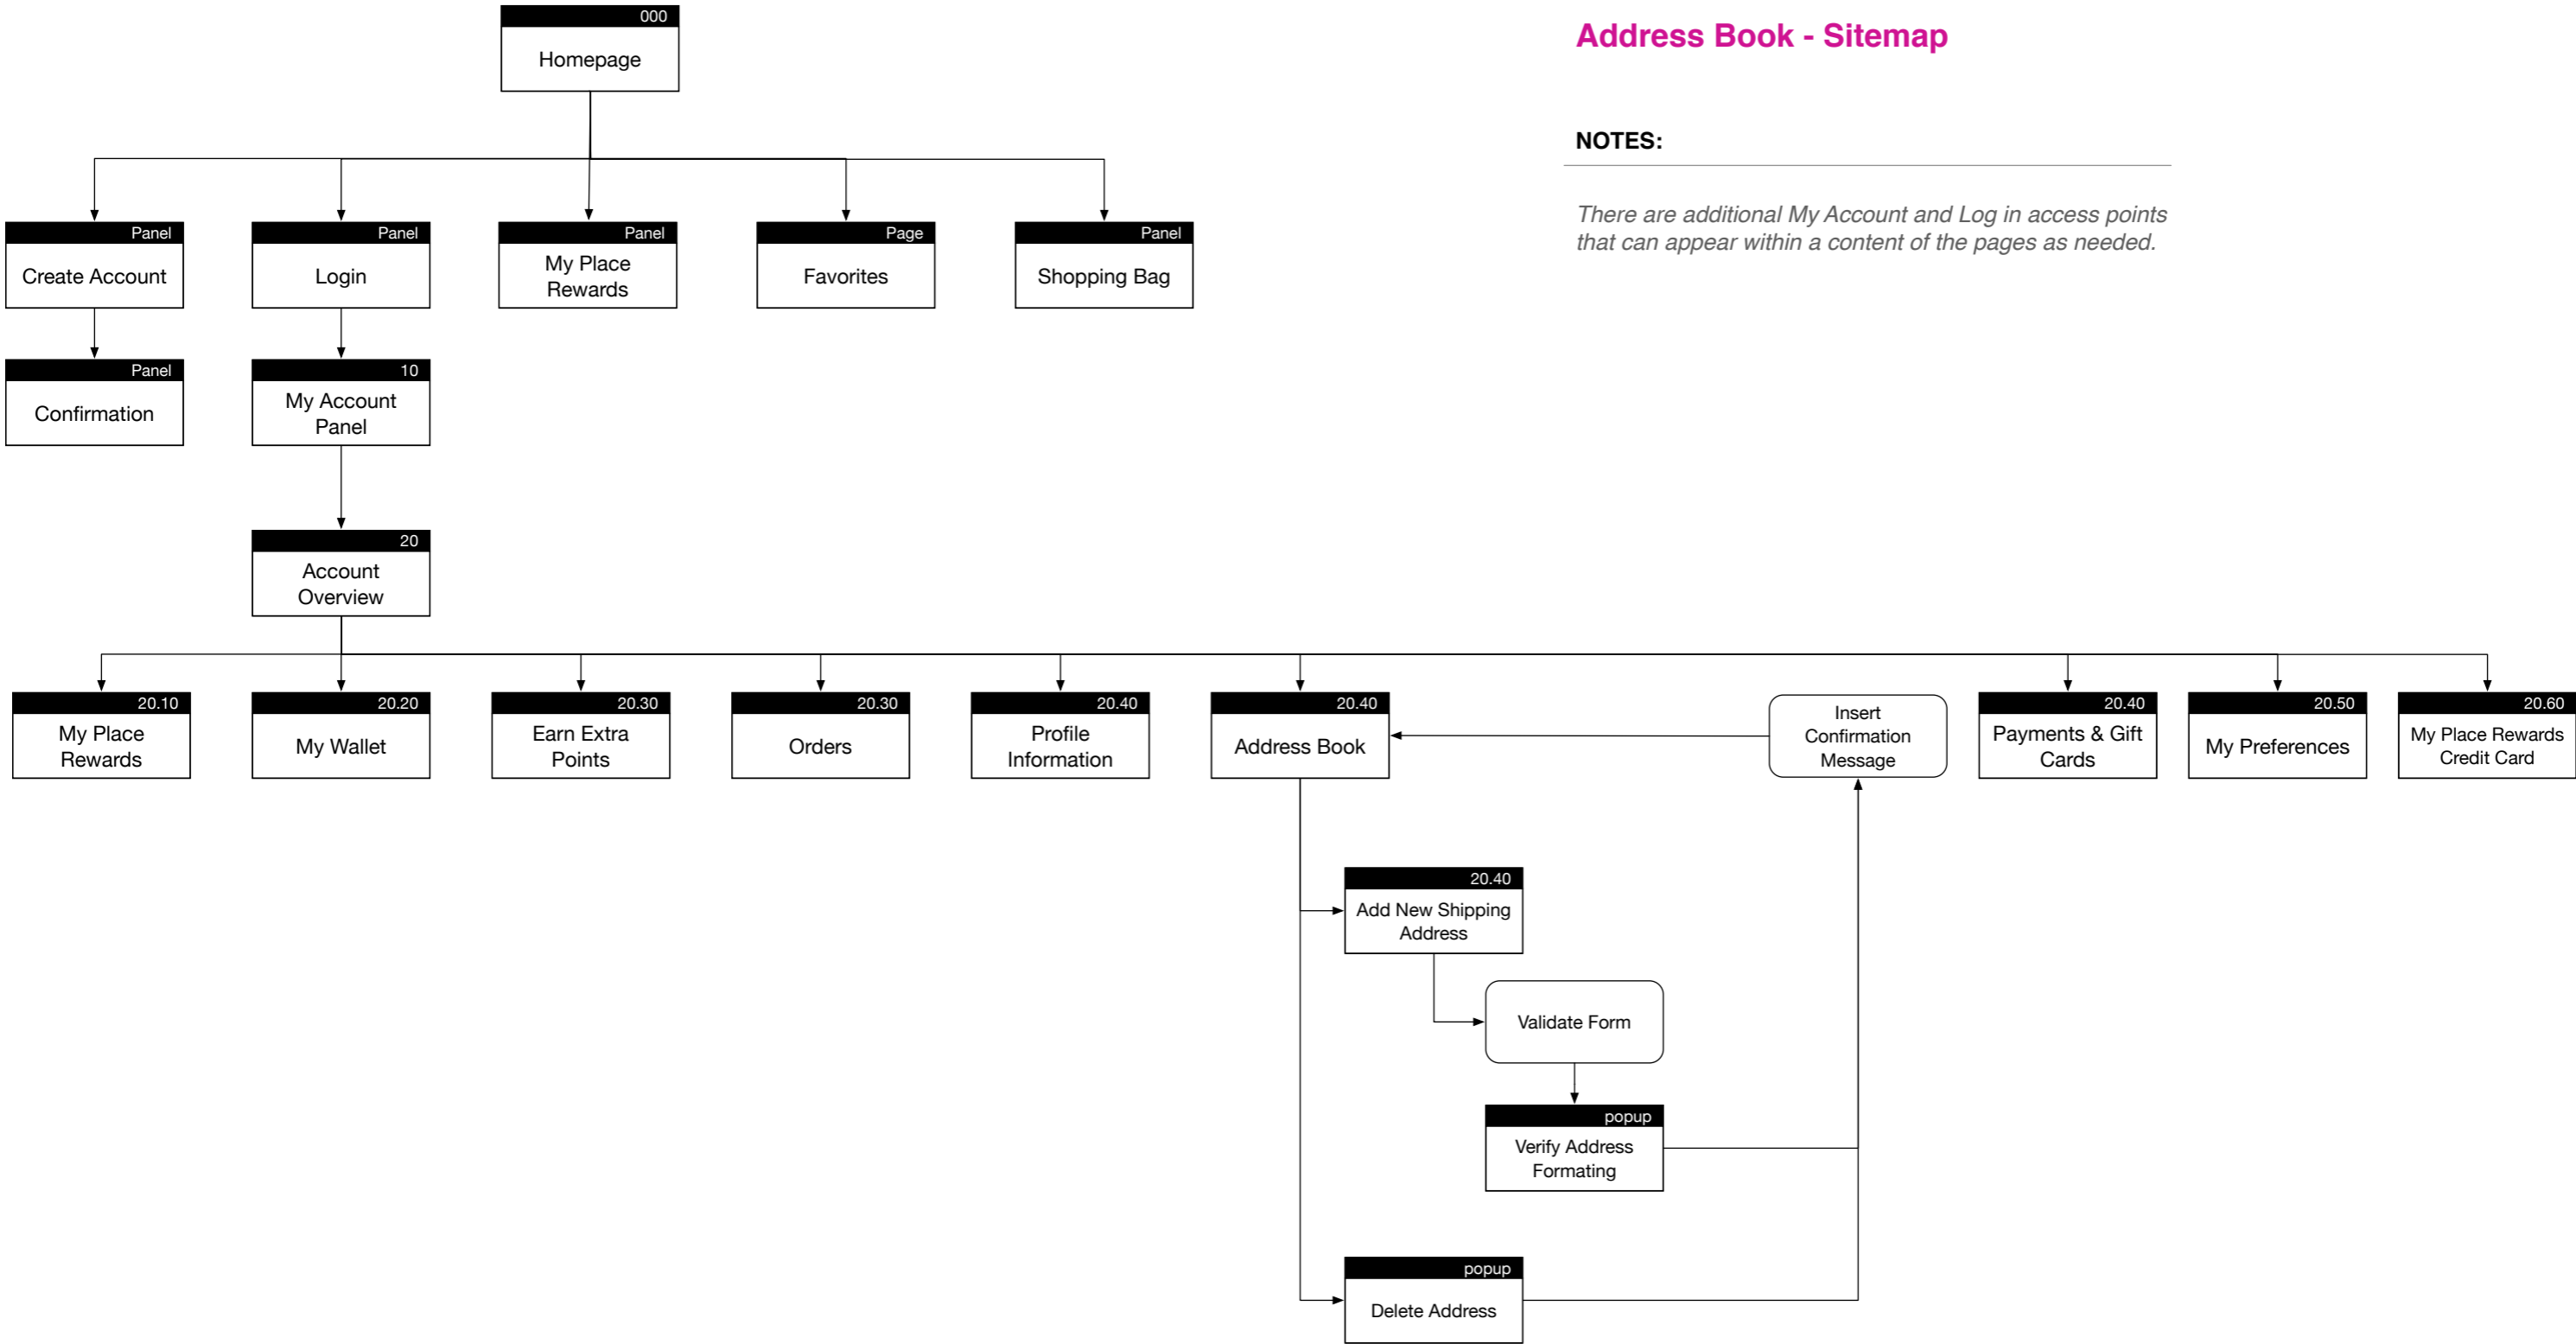 000
Homepage
Address Book - Sitemap
NOTES:
There are additional My Account and Log in access points
that can appear within a content of the pages as needed.
Panel
Create Account
Panel
Login
Panel
My Place
Rewards
Page
Favorites
Panel
Shopping Bag
Panel
Confirmation
10
My Account
Panel
20
Account
Overview
20.10
My Place
Rewards
20.20
My Wallet
20.30
Earn Extra
Points
20.30
Orders
20.40
Profile
Information
20.40
Address Book
Insert
Confirmation
Message
20.40
Payments & Gift
Cards
20.50
My Preferences
20.60
My Place Rewards
Credit Card
20.40
Add New Shipping
Address
Validate Form
popup
Verify Address
Formating
popup
Delete Address